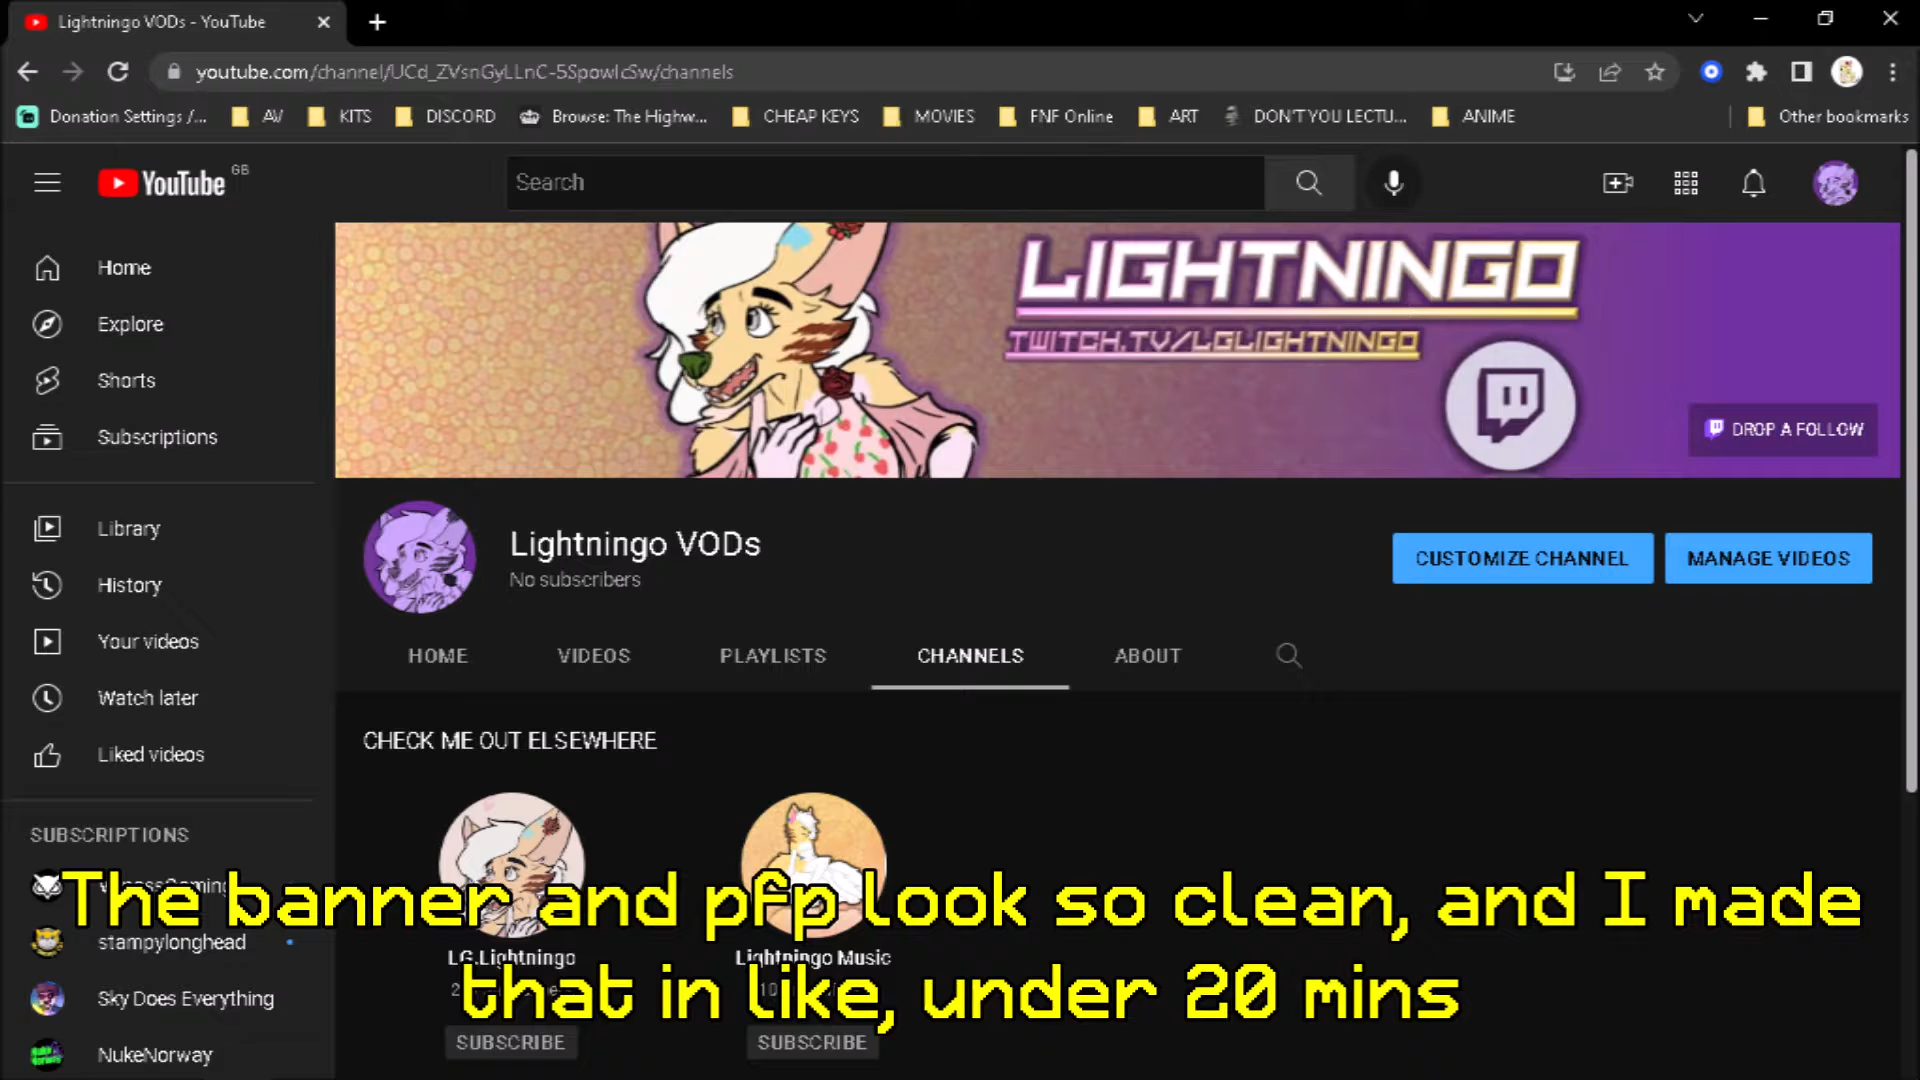 Lightningo VODs - YouTube
youtube.com/channel/UCd_ZVsnGyLLnC-5SpowIcSw/channels
Donation Settings /... AV KITS DISCORD Browse: The Highw... CHEAP KEYS MOVIES FNF Online ART DON'T YOU LECTU... ANIME Other bookmarks
YouTube GB
Search
Home
Explore
Shorts
Subscriptions
Library
History
Your videos
Watch later
Liked videos
SUBSCRIPTIONS
stampylonghead
Sky Does Everything
NukeNorway
LIGHTNINGO
TWITCH.TV/LGLIGHTNINGO
DROP A FOLLOW
Lightningo VODs
No subscribers
CUSTOMIZE CHANNEL MANAGE VIDEOS
HOME VIDEOS PLAYLISTS CHANNELS ABOUT
CHECK ME OUT ELSEWHERE
LG.Lightningo Lightningo Music
SUBSCRIBE SUBSCRIBE
The banner and pfp look so clean, and I made
that in like, under 20 mins